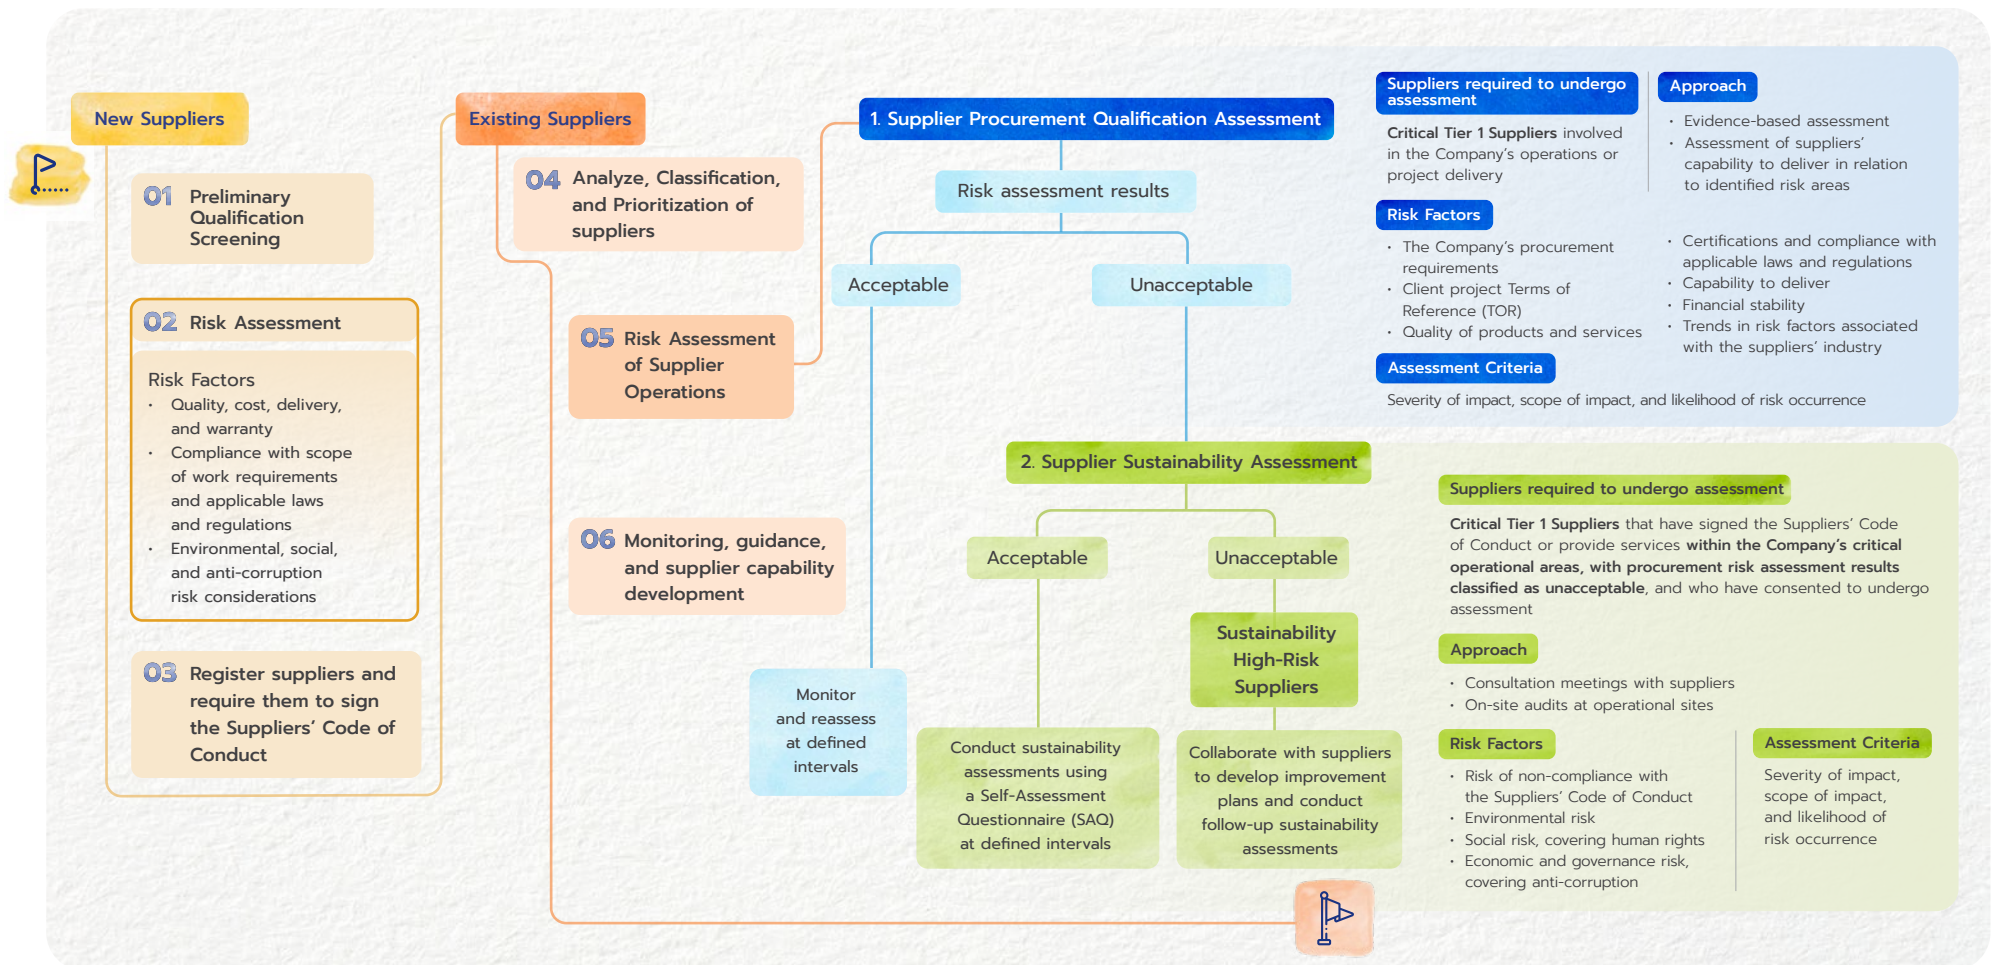 New Suppliers
01 Preliminary
Qualification
Screening
02 Risk Assessment
Risk Factors
• Quality, cost, delivery,
and warranty
• Compliance with scope
of work requirements
and applicable laws
and regulations
• Environmental, social,
and anti-corruption
risk considerations
03 Register suppliers and
require them to sign
the Suppliers’ Code of
Conduct
Existing Suppliers
04 Analyze, Classification,
and Prioritization of
suppliers
05 Risk Assessment
of Supplier
Operations
06 Monitoring, guidance,
and supplier capability
development
1. Supplier Procurement Qualification Assessment
Risk assessment results
Acceptable
Unacceptable
Monitor
and reassess
at defined
intervals
Suppliers required to undergo
assessment
Critical Tier 1 Suppliers involved
in the Company’s operations or
project delivery
Approach
• Evidence-based assessment
• Assessment of suppliers’
capability to deliver in relation
to identified risk areas
Risk Factors
• The Company’s procurement
requirements
• Client project Terms of
Reference (TOR)
• Quality of products and services
• Certifications and compliance with
applicable laws and regulations
• Capability to deliver
• Financial stability
• Trends in risk factors associated
with the suppliers’ industry
Assessment Criteria
Severity of impact, scope of impact, and likelihood of risk occurrence
2. Supplier Sustainability Assessment
Acceptable
Unacceptable
Sustainability
High-Risk
Suppliers
Conduct sustainability
assessments using
a Self-Assessment
Questionnaire (SAQ)
at defined intervals
Collaborate with suppliers
to develop improvement
plans and conduct
follow-up sustainability
assessments
Suppliers required to undergo assessment
Critical Tier 1 Suppliers that have signed the Suppliers’ Code
of Conduct or provide services within the Company’s critical
operational areas, with procurement risk assessment results
classified as unacceptable, and who have consented to undergo
assessment
Approach
• Consultation meetings with suppliers
• On-site audits at operational sites
Risk Factors
• Risk of non-compliance with
the Suppliers’ Code of Conduct
• Environmental risk
• Social risk, covering human rights
• Economic and governance risk,
covering anti-corruption
Assessment Criteria
Severity of impact,
scope of impact,
and likelihood of
risk occurrence